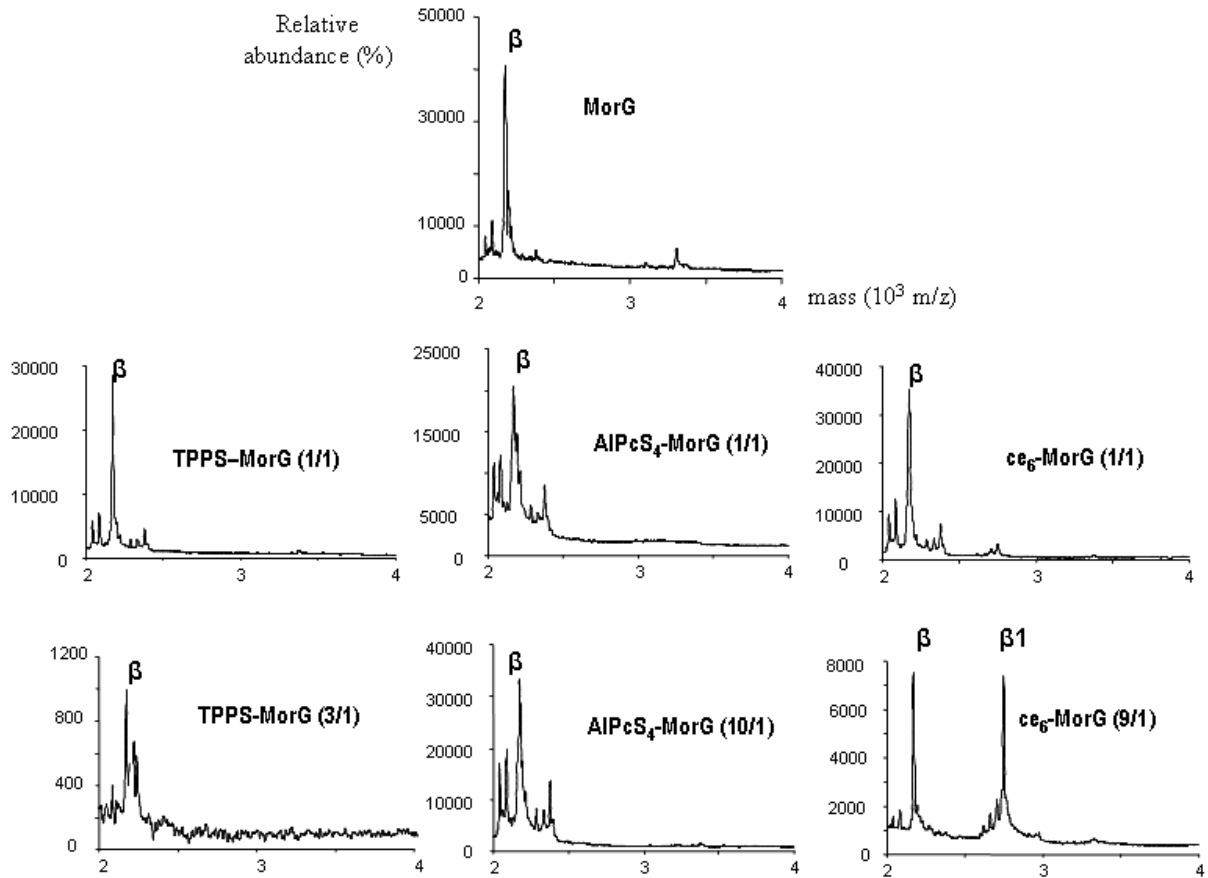 Relative
abundance (%)
50000
β
MorG
30000
10000
0
2
3
4
mass (10³ m/z)
30000
β
20000
TPPS–MorG (1/1)
10000
0
2
3
4
25000
β
15000
AlPcS₄-MorG (1/1)
5000
0
2
3
4
40000
β
30000
ce₆-MorG (1/1)
20000
10000
0
2
3
4
1200
β
800
TPPS-MorG (3/1)
400
0
2
3
4
40000
β
30000
AlPcS₄-MorG (10/1)
20000
10000
0
2
3
4
β
β1
8000
6000
ce₆-MorG (9/1)
4000
2000
0
2
3
4